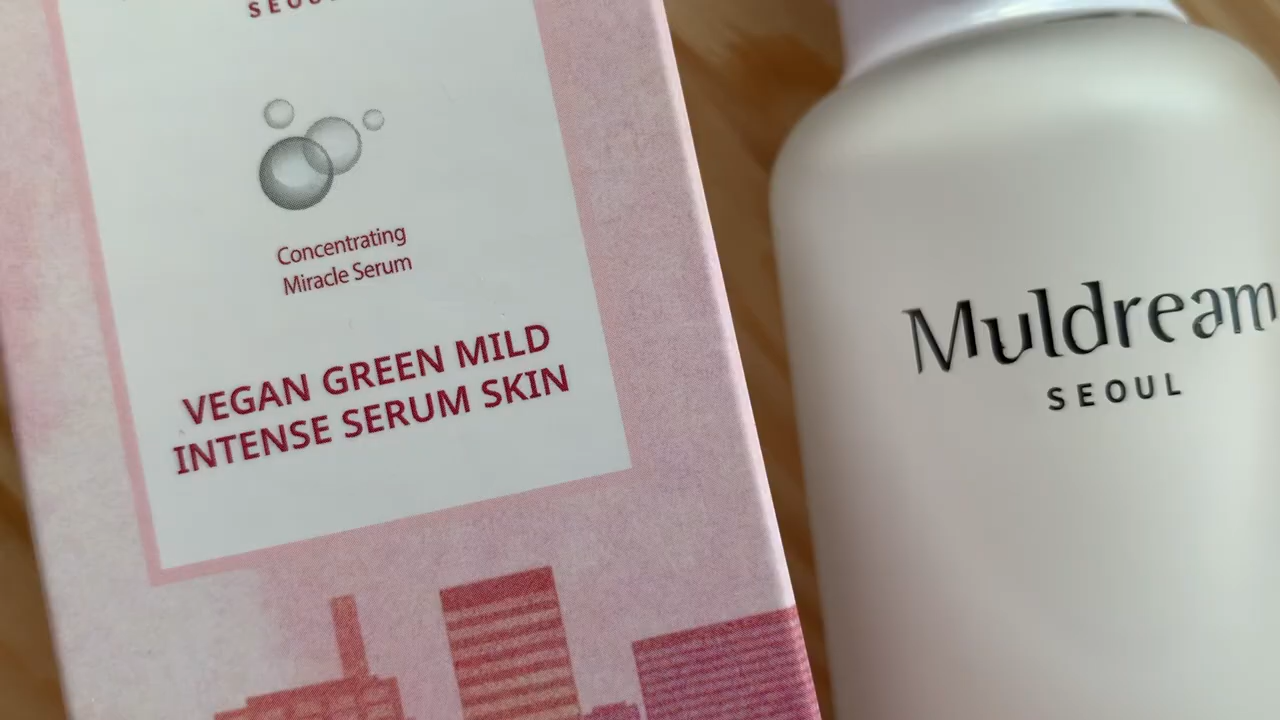 SEOUL
Concentrating
Miracle Serum
VEGAN GREEN MILD
INTENSE SERUM SKIN
Muldream
SEOUL